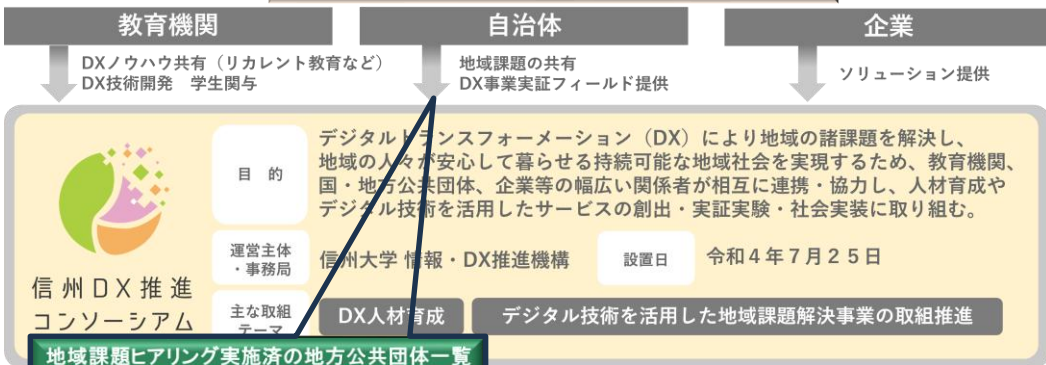 教育機関
自治体
企業
DXノウハウ共有（リカレント教育など）
DX技術開発　学生関与
地域課題の共有
DX事業実証フィールド提供
ソリューション提供
目 的
デジタルトランスフォーメーション（DX）により地域の諸課題を解決し、
地域の人々が安心して暮らせる持続可能な地域社会を実現するため、教育機関、
国・地方公共団体、企業等の幅広い関係者が相互に連携・協力し、人材育成や
デジタル技術を活用したサービスの創出・実証実験・社会実装に取り組む。
運営主体
・事務局
信州大学 情報・DX推進機構
設置日
令和４年７月２５日
信州DX推進
コンソーシアム
主な取組
テーマ
DX人材育成
デジタル技術を活用した地域課題解決事業の取組推進
地域課題ヒアリング実施済の地方公共団体一覧